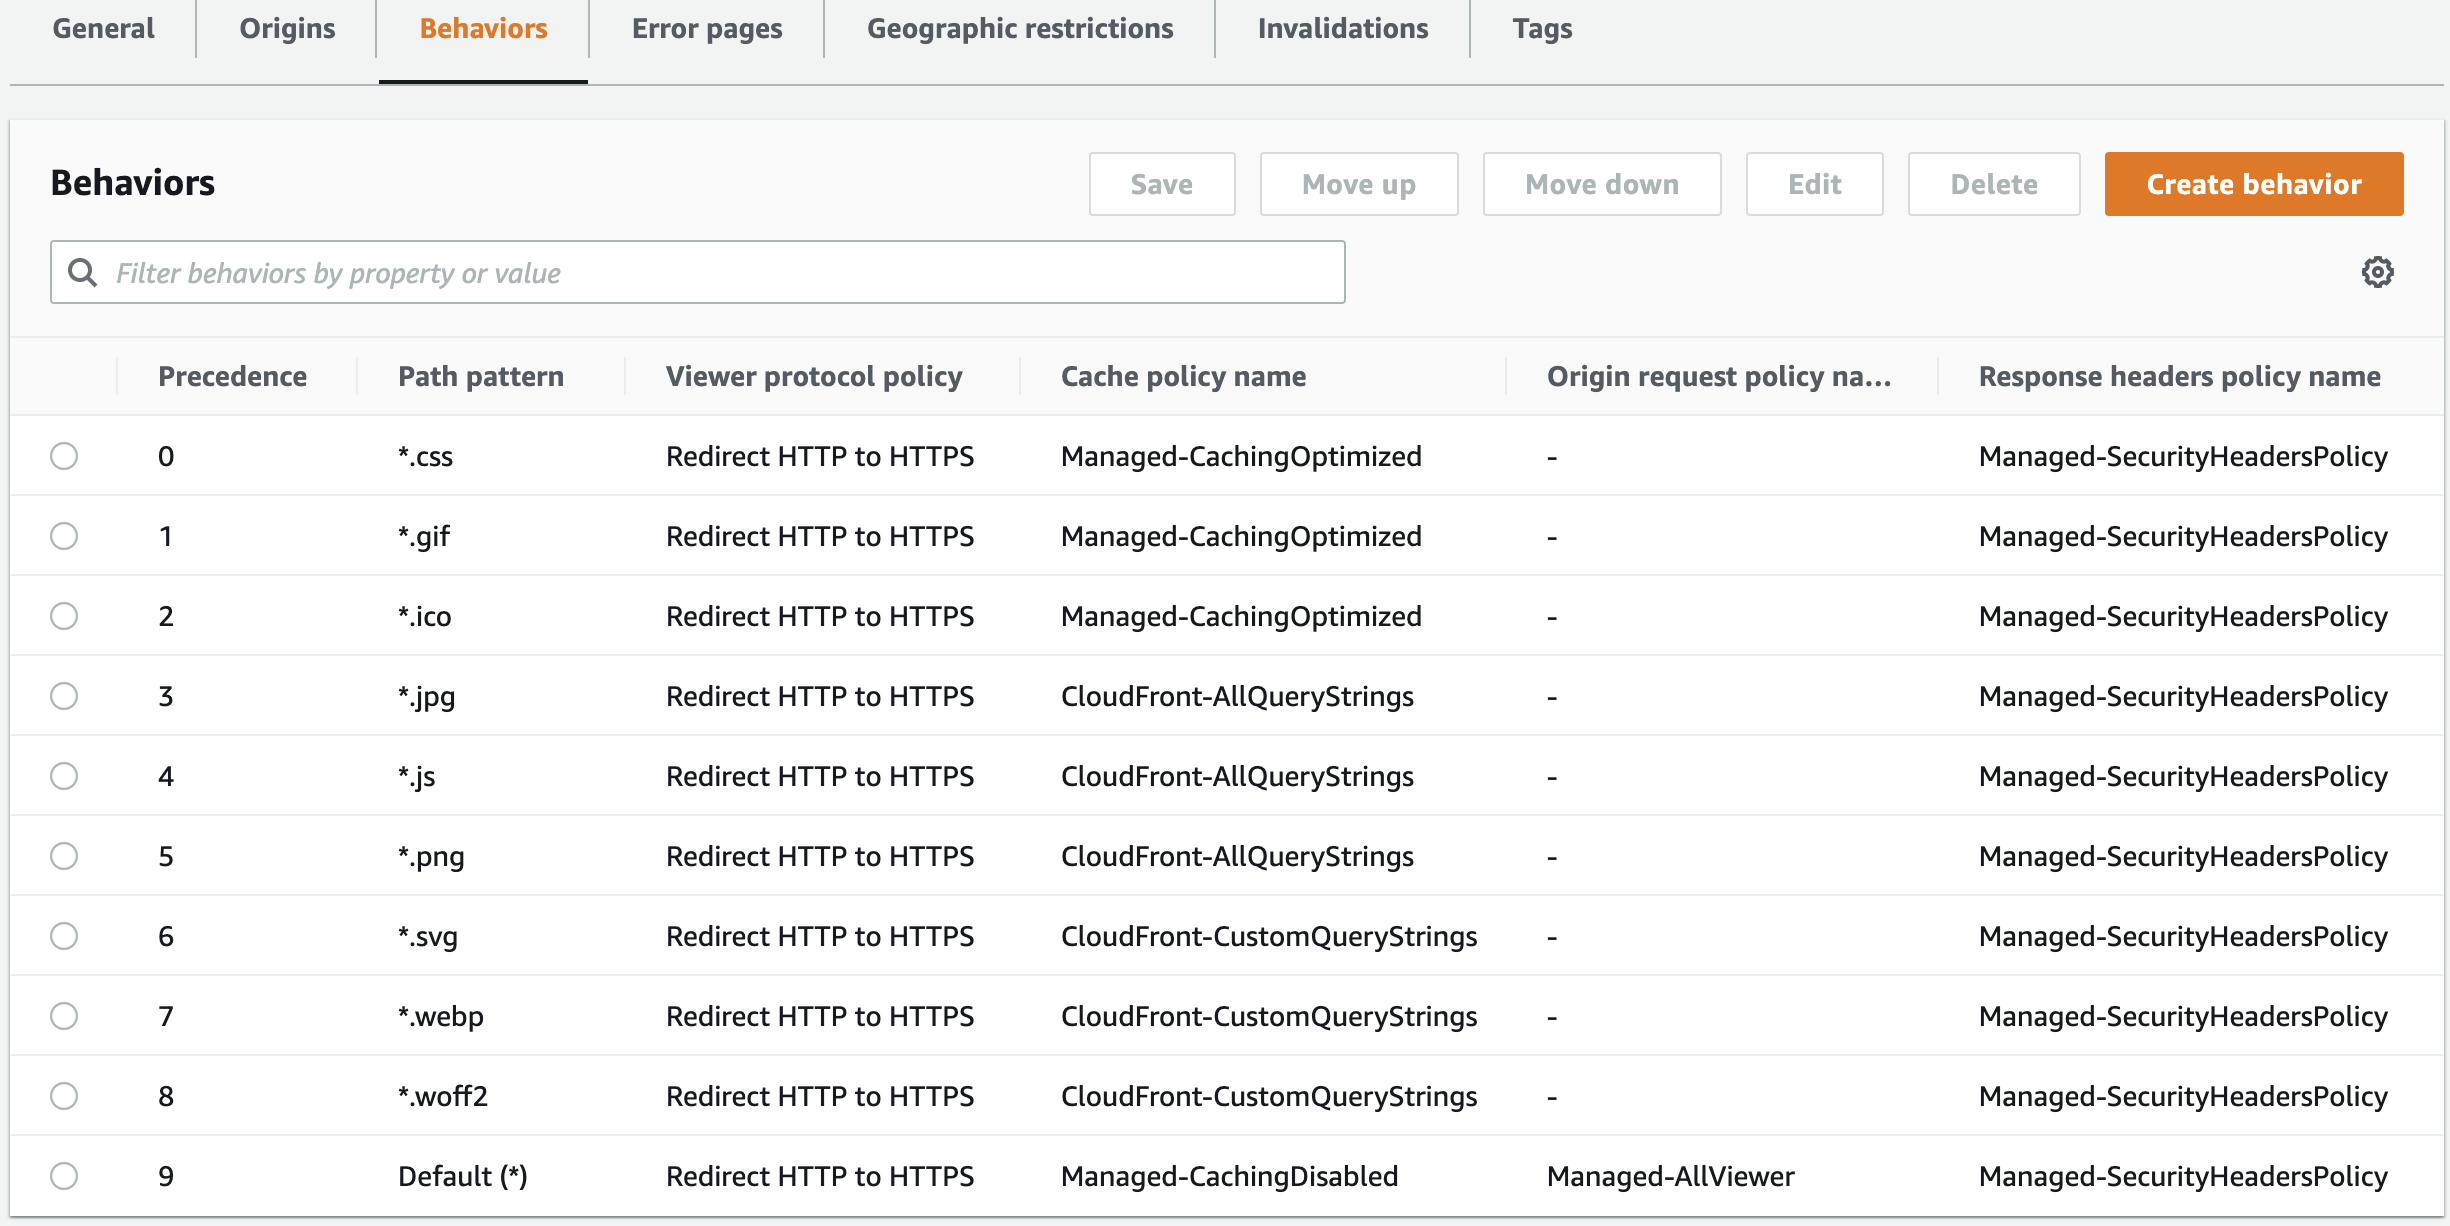 General Origins Behaviors Error pages Geographic restrictions Invalidations Tags
Behaviors Save Move up Move down Edit Delete Create behavior
Filter behaviors by property or value
Precedence Path pattern Viewer protocol policy Cache policy name Origin request policy na... Response headers policy name
0 *.css Redirect HTTP to HTTPS Managed-CachingOptimized - Managed-SecurityHeadersPolicy
1 *.gif Redirect HTTP to HTTPS Managed-CachingOptimized - Managed-SecurityHeadersPolicy
2 *.ico Redirect HTTP to HTTPS Managed-CachingOptimized - Managed-SecurityHeadersPolicy
3 *.jpg Redirect HTTP to HTTPS CloudFront-AllQueryStrings - Managed-SecurityHeadersPolicy
4 *.js Redirect HTTP to HTTPS CloudFront-AllQueryStrings - Managed-SecurityHeadersPolicy
5 *.png Redirect HTTP to HTTPS CloudFront-AllQueryStrings - Managed-SecurityHeadersPolicy
6 *.svg Redirect HTTP to HTTPS CloudFront-CustomQueryStrings - Managed-SecurityHeadersPolicy
7 *.webp Redirect HTTP to HTTPS CloudFront-CustomQueryStrings - Managed-SecurityHeadersPolicy
8 *.woff2 Redirect HTTP to HTTPS CloudFront-CustomQueryStrings - Managed-SecurityHeadersPolicy
9 Default (*) Redirect HTTP to HTTPS Managed-CachingDisabled Managed-AllViewer Managed-SecurityHeadersPolicy